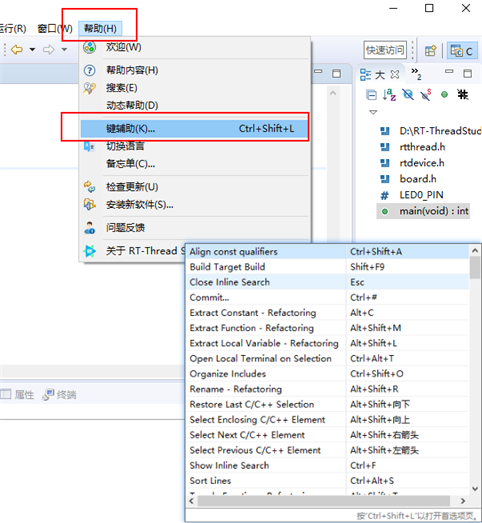 运行(R) 窗口(W) 帮助(H)
快速访问
C
大
2
欢迎(W)
帮助内容(H)
搜索(E)
动态帮助(D)
键辅助(K)... Ctrl+Shift+L
切换语言
备忘单(C)...
检查更新(U)
安装新软件(S)...
问题反馈
关于 RT-Thread S
D:\RT-ThreadStud
rtthread.h
rtdevice.h
board.h
LED0_PIN
main(void) : int
Align const qualifiers Ctrl+Shift+A
Build Target Build Shift+F9
Close Inline Search Esc
Commit... Ctrl+#
Extract Constant - Refactoring Alt+C
Extract Function - Refactoring Alt+Shift+M
Extract Local Variable - Refactoring Alt+Shift+L
Open Local Terminal on Selection Ctrl+Alt+T
Organize Includes Ctrl+Shift+O
Rename - Refactoring Alt+Shift+R
Restore Last C/C++ Selection Alt+Shift+向下
Select Enclosing C/C++ Element Alt+Shift+向上
Select Next C/C++ Element Alt+Shift+右箭头
Select Previous C/C++ Element Alt+Shift+左箭头
Show Inline Search Ctrl+F
Sort Lines Ctrl+Alt+S
属性 终端
按"Ctrl+Shift+L"以打开首选项页。